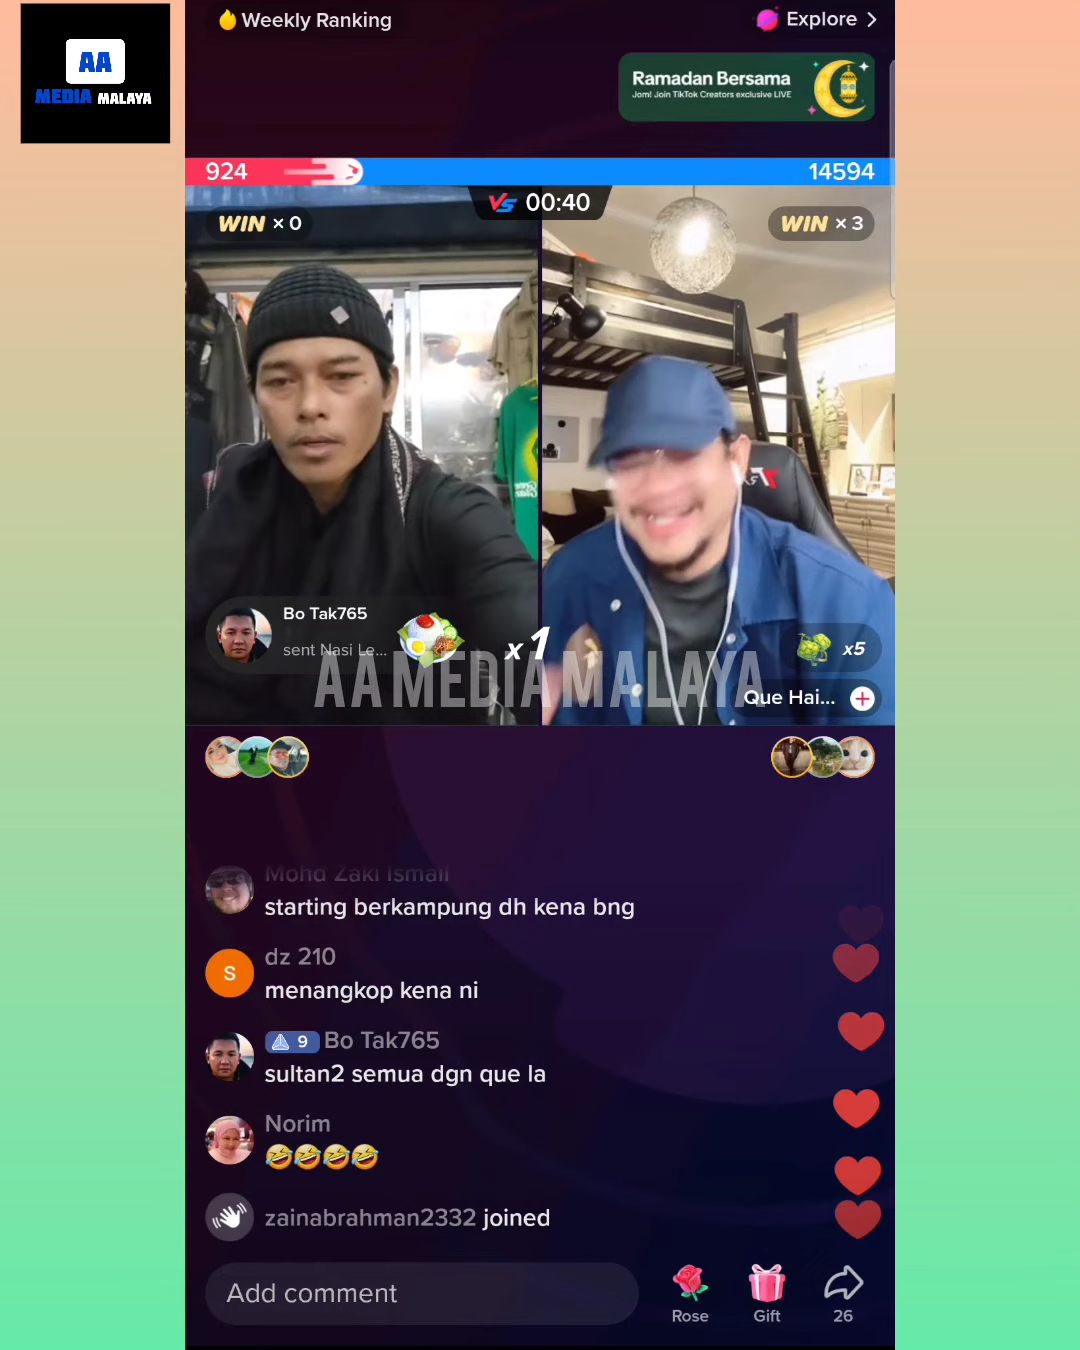 AA
MEDIA MALAYA
Weekly Ranking
Explore
Ramadan Bersama
Jom! Join TikTok Creators exclusive LIVE
924
14594
VS 00:40
WIN × 0
WIN × 3
Bo Tak765
sent Nasi Le...
x1
x5
AA MEDIA MALAYA
Que Hai...
Mohd Zaki Ismail
starting berkampung dh kena bng
S
dz 210
menangkop kena ni
9 Bo Tak765
sultan2 semua dgn que la
Norim
🤣🤣🤣🤣
zainabrahman2332 joined
Add comment
Rose
Gift
26